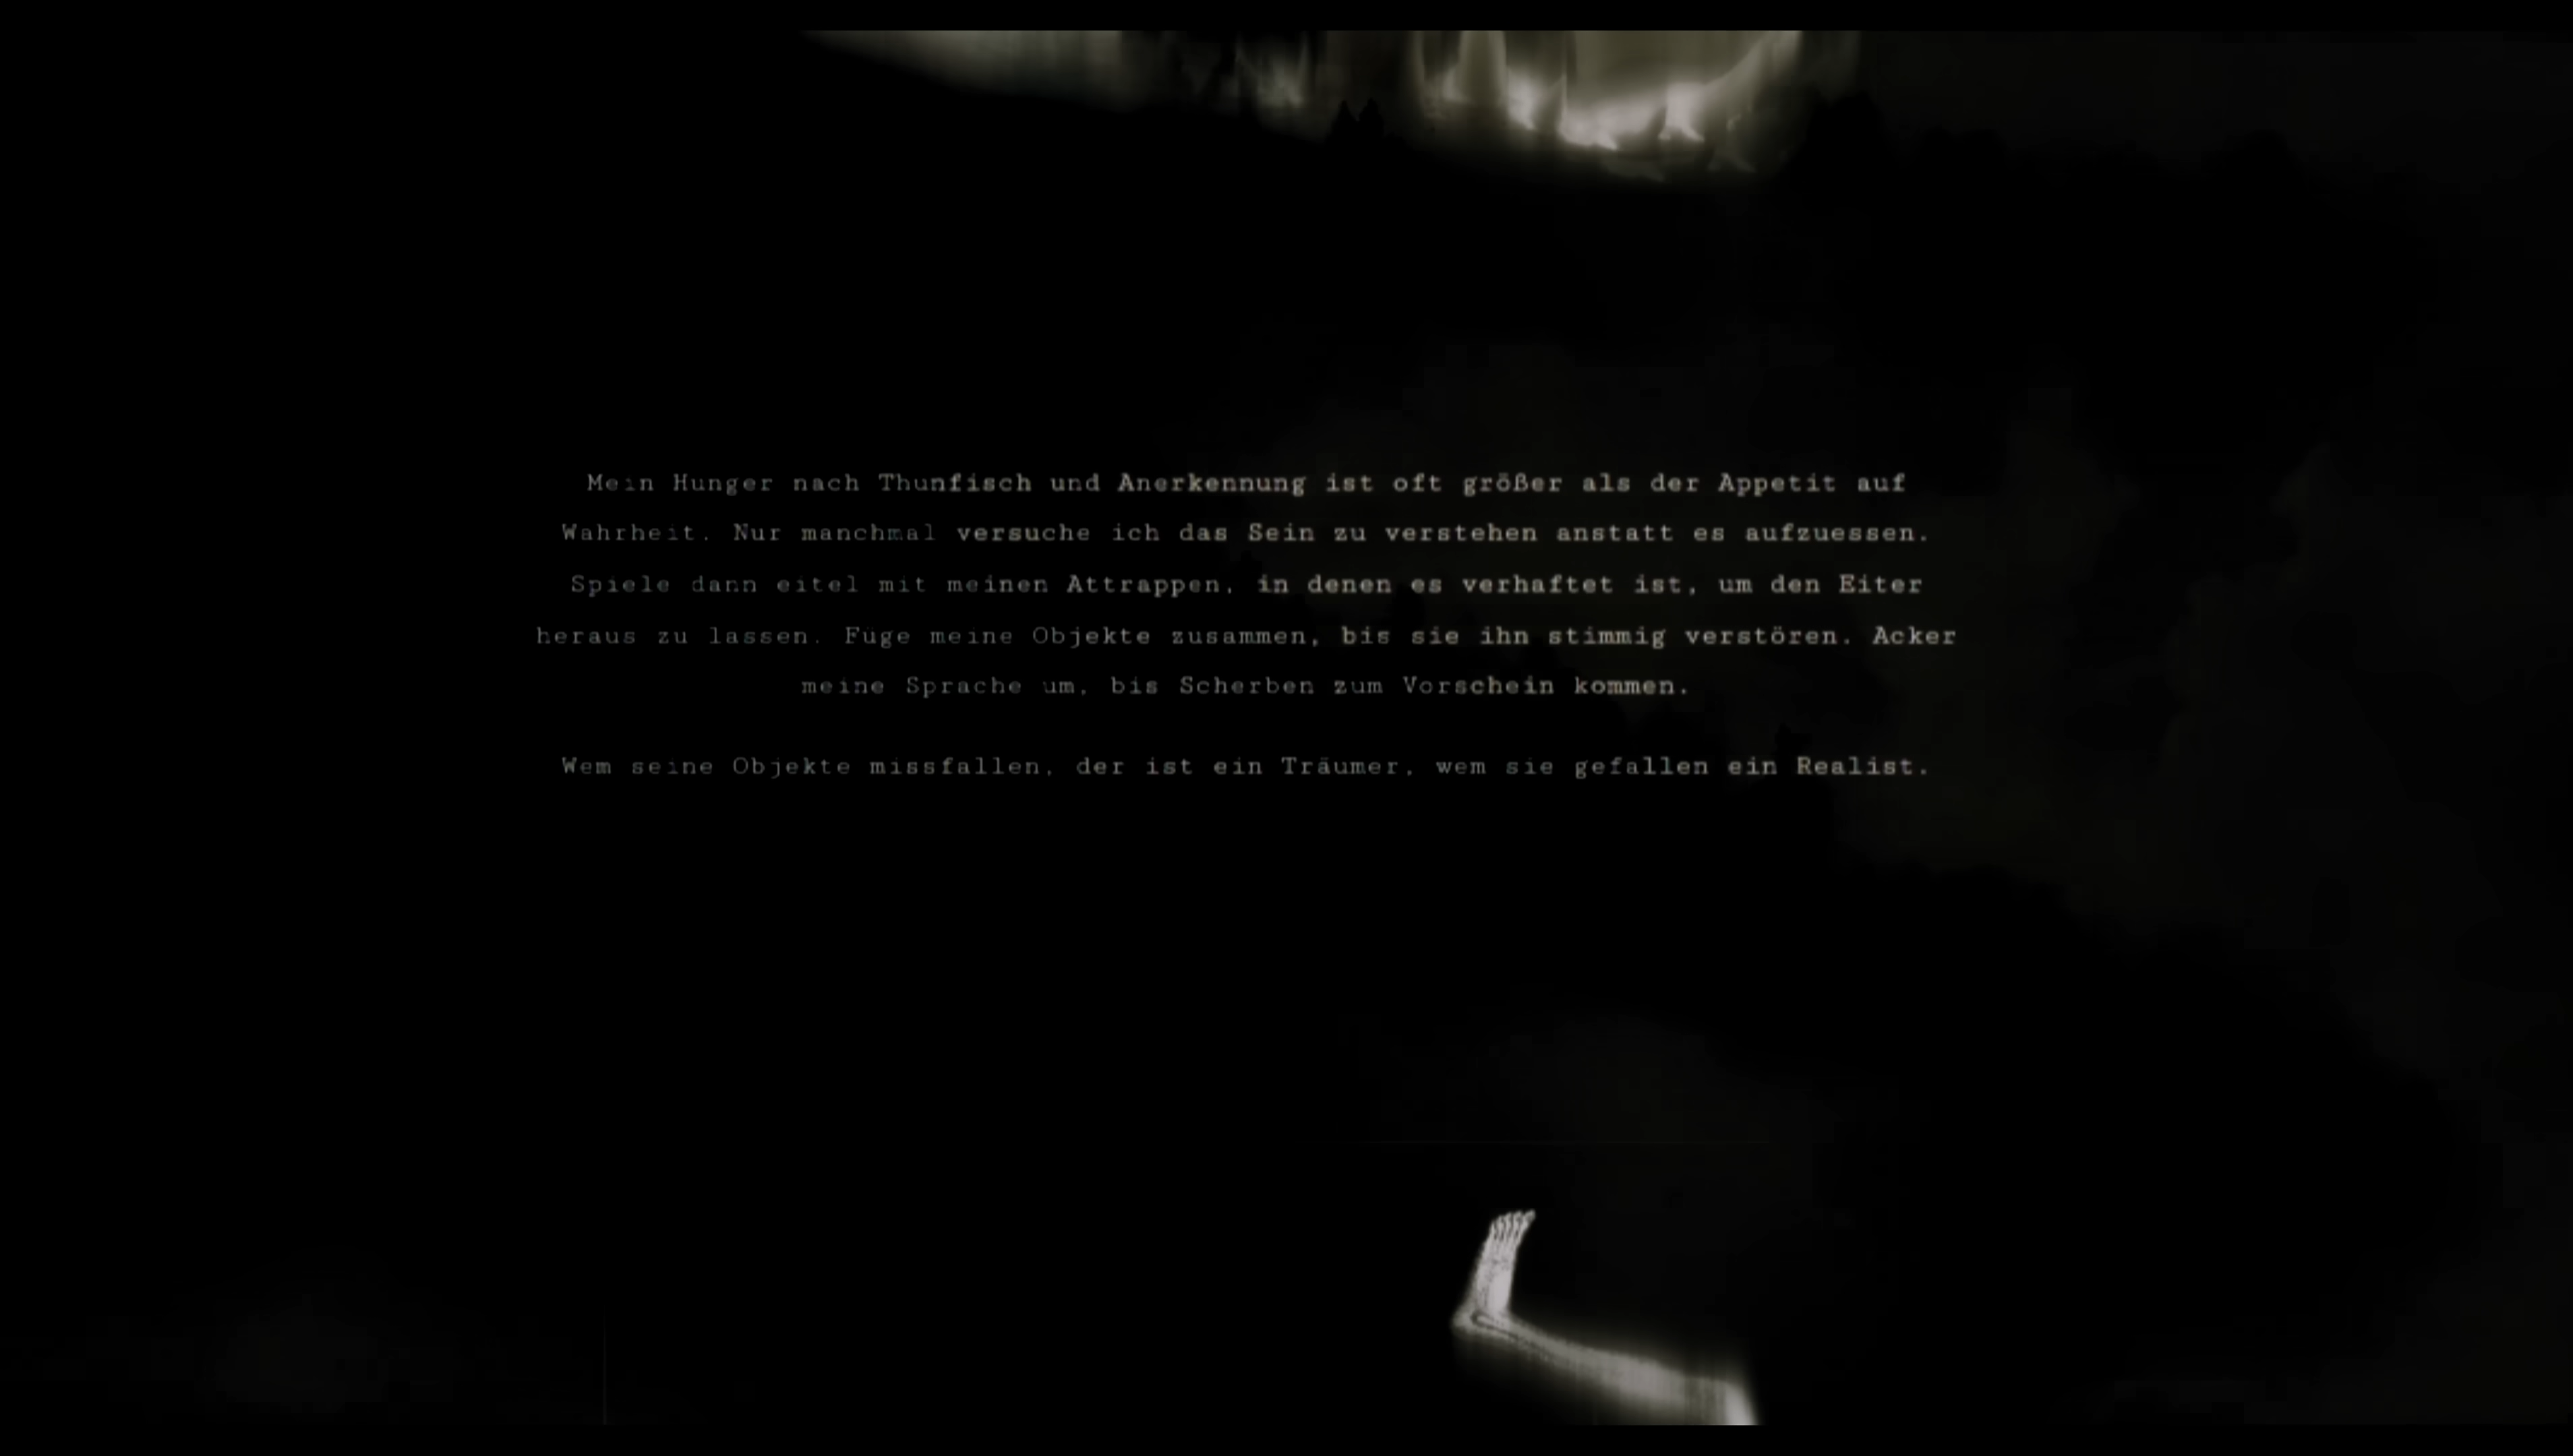 Mein Hunger nach Thunfisch und Anerkennung ist oft größer als der Appetit auf
Wahrheit. Nur manchmal versuche ich das Sein zu verstehen anstatt es aufzuessen.
Spiele dann eitel mit meinen Attrappen, in denen es verhaftet ist, um den Eiter
heraus zu lassen. Füge meine Objekte zusammen, bis sie ihn stimmig verstören. Acker
meine Sprache um, bis Scherben zum Vorschein kommen.
Wem seine Objekte missfallen, der ist ein Träumer, wem sie gefallen ein Realist.